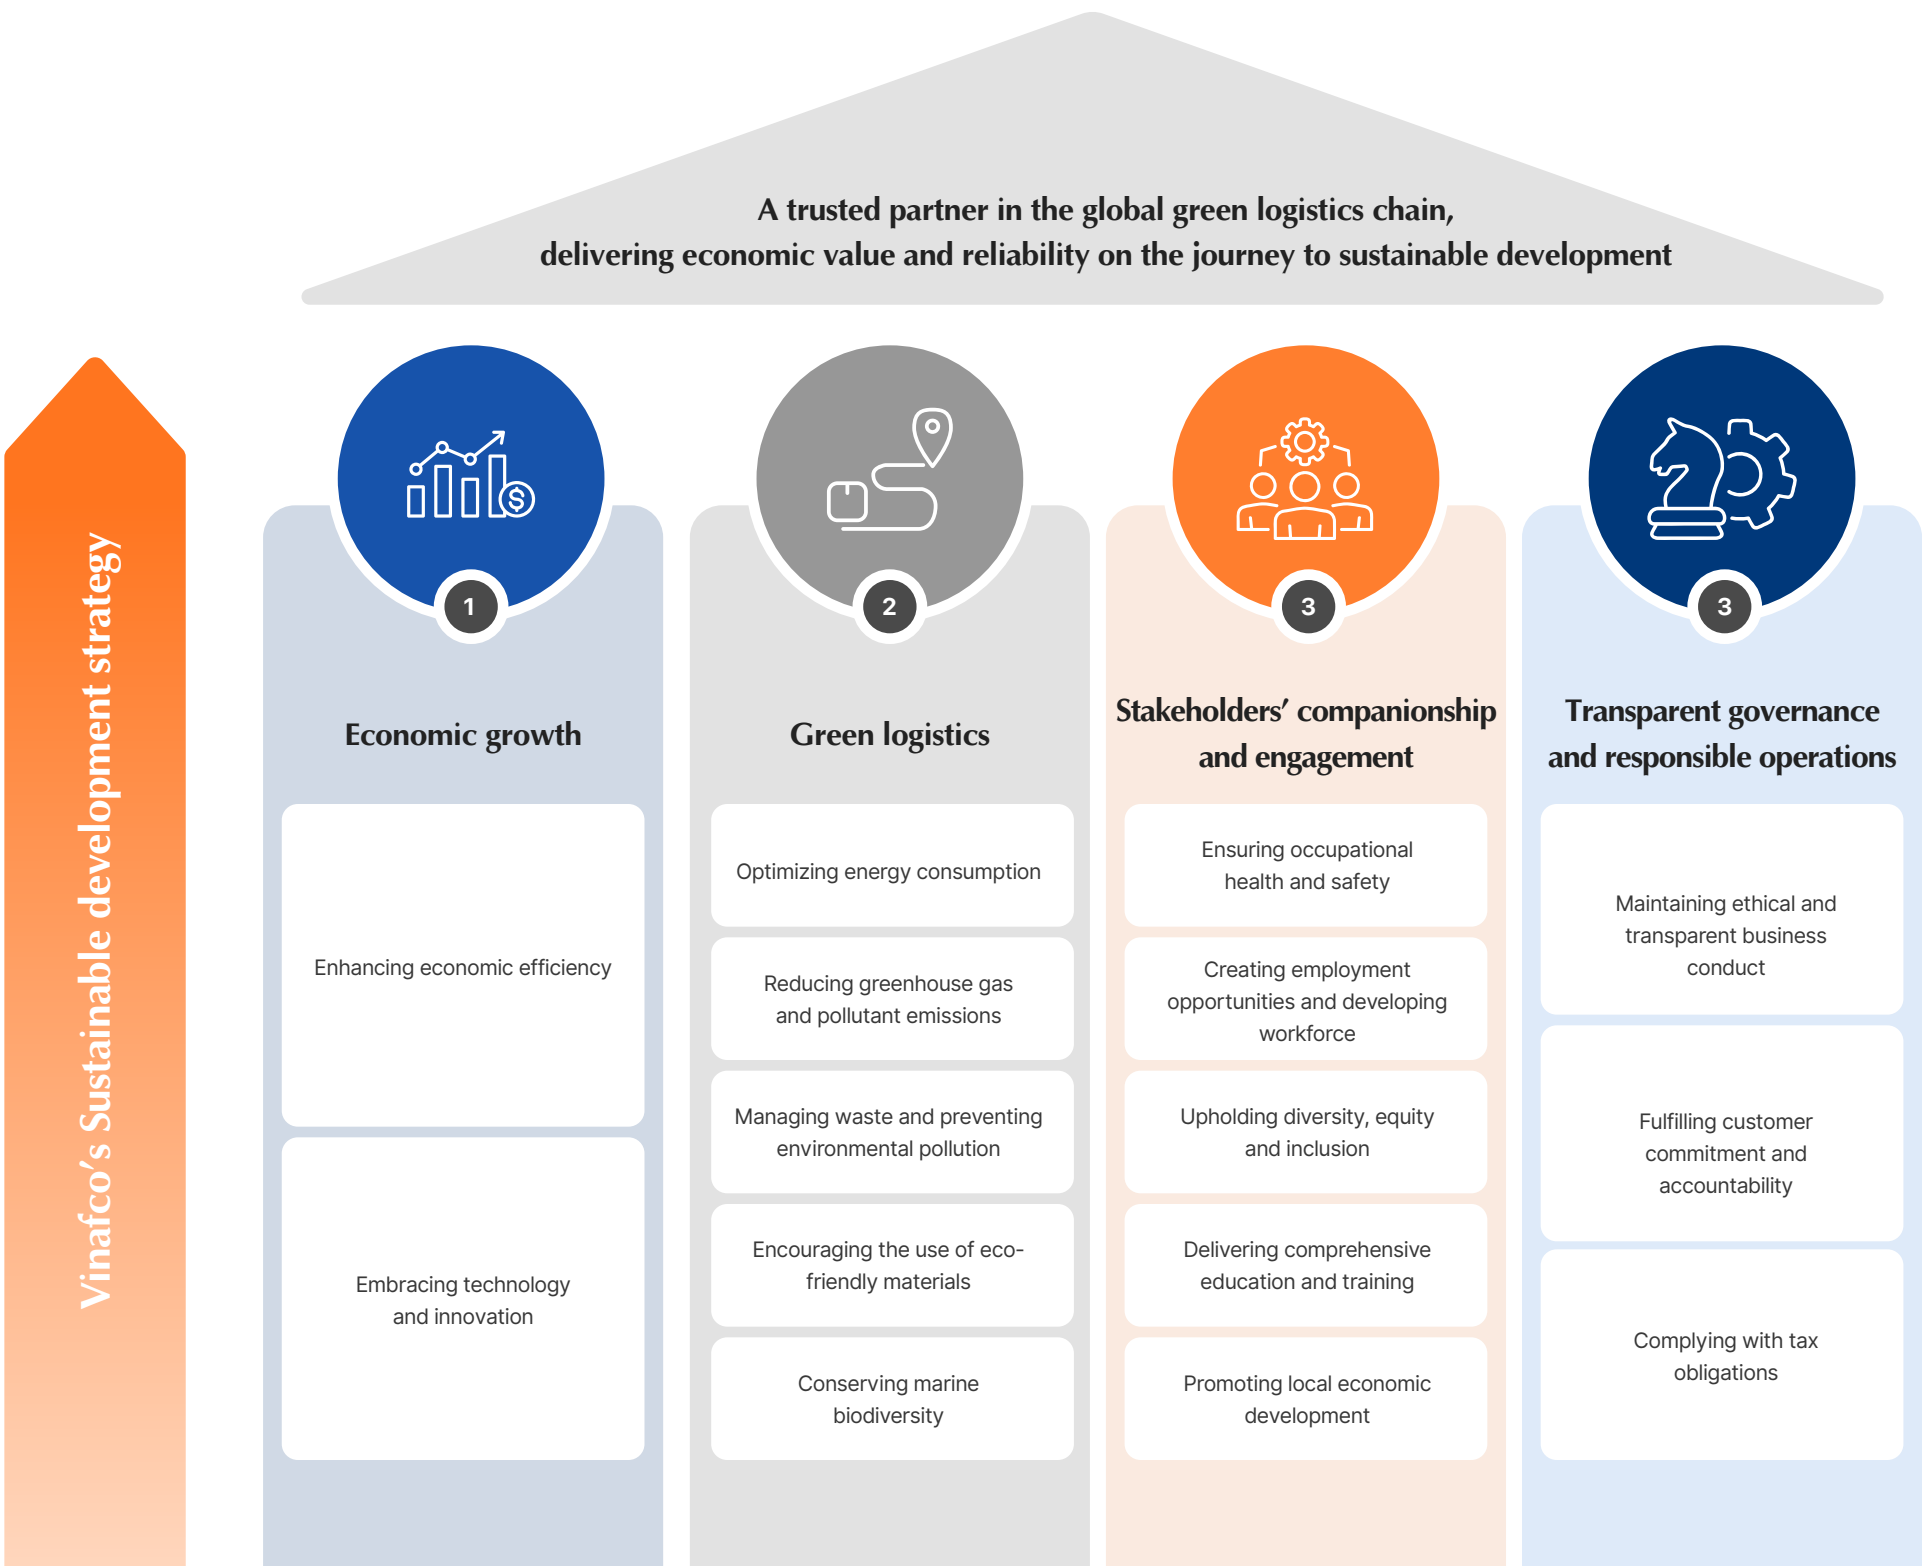 A trusted partner in the global green logistics chain,
delivering economic value and reliability on the journey to sustainable development
Vinafco's Sustainable development strategy
$
1
Economic growth
Enhancing economic efficiency
Embracing technology
and innovation
2
Green logistics
Optimizing energy consumption
Reducing greenhouse gas
and pollutant emissions
Managing waste and preventing
environmental pollution
Encouraging the use of eco-
friendly materials
Conserving marine
biodiversity
3
Stakeholders’ companionship
and engagement
Ensuring occupational
health and safety
Creating employment
opportunities and developing
workforce
Upholding diversity, equity
and inclusion
Delivering comprehensive
education and training
Promoting local economic
development
3
Transparent governance
and responsible operations
Maintaining ethical and
transparent business
conduct
Fulfilling customer
commitment and
accountability
Complying with tax
obligations